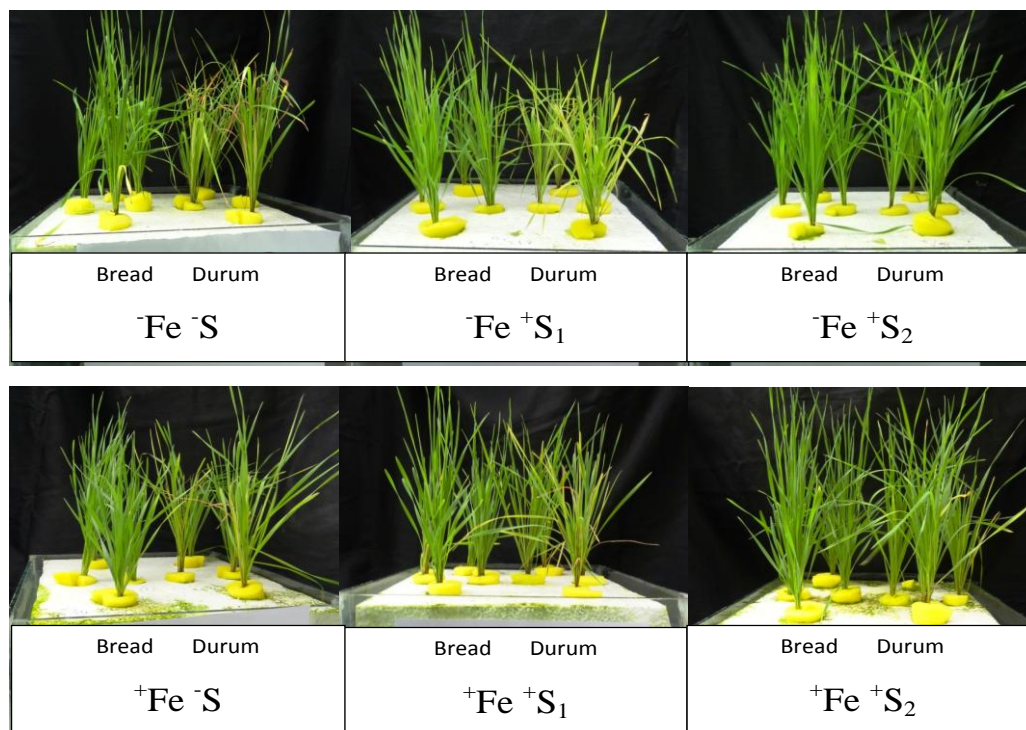 Bread Durum
⁻Fe ⁻S
Bread Durum
⁻Fe ⁺S₁
Bread Durum
⁻Fe ⁺S₂
Bread Durum
⁺Fe ⁻S
Bread Durum
⁺Fe ⁺S₁
Bread Durum
⁺Fe ⁺S₂